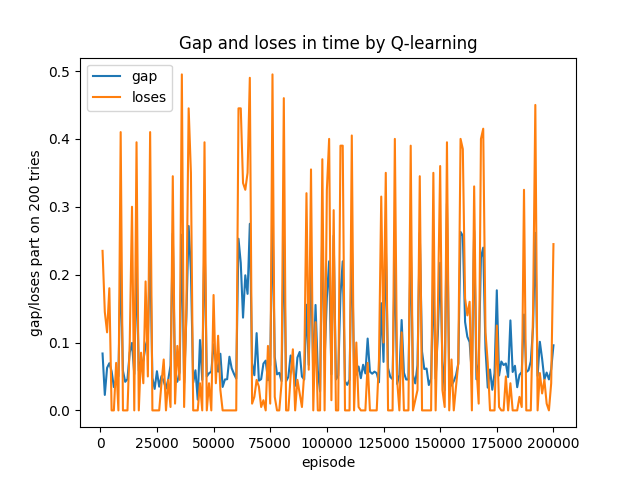 Gap and loses in time by Q-learning
gap
loses
gap/loses part on 200 tries
0.5
0.4
0.3
0.2
0.1
0.0
0 25000 50000 75000 100000 125000 150000 175000 200000
episode